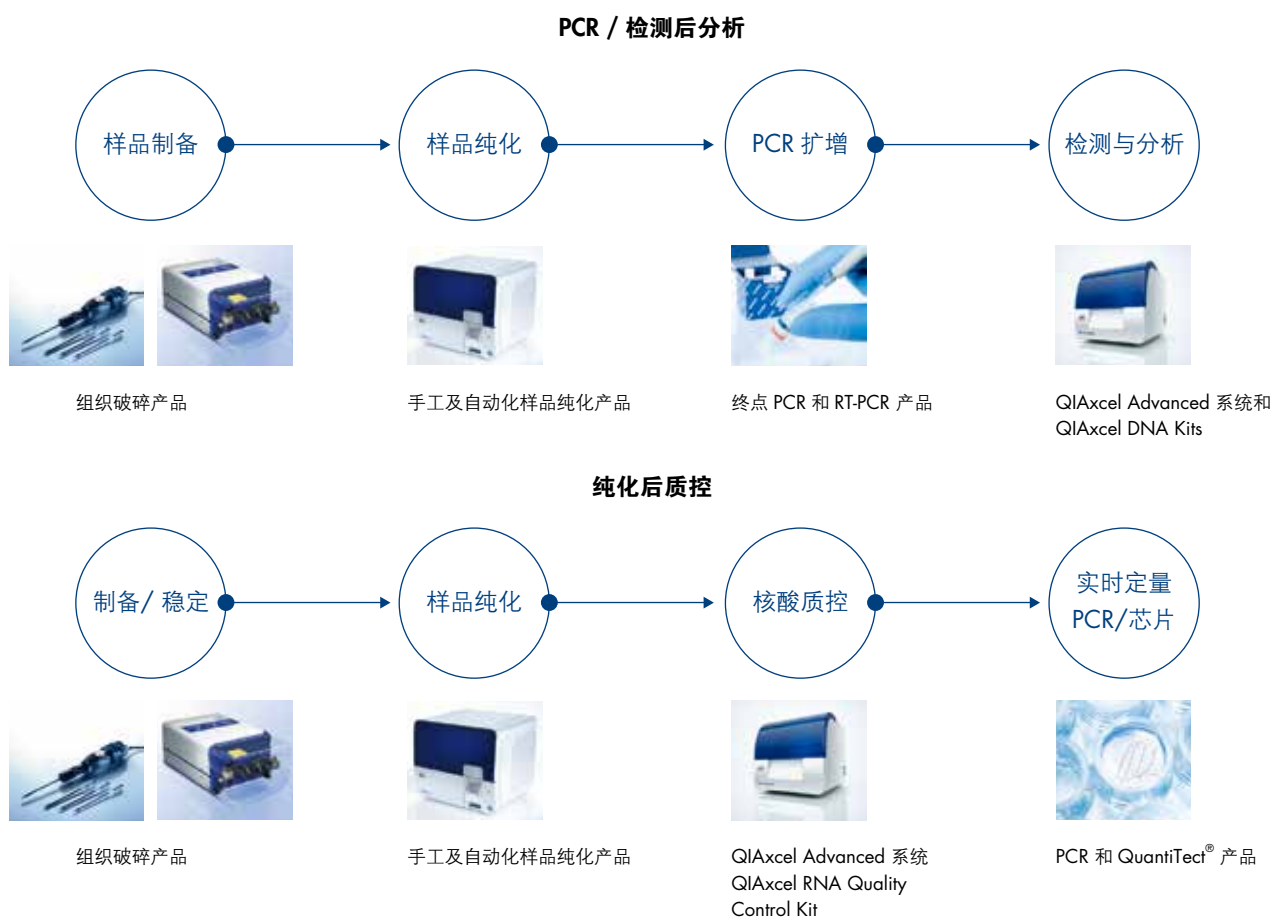 PCR / 检测后分析
样品制备
样品纯化
PCR 扩增
检测与分析
组织破碎产品
手工及自动化样品纯化产品
终点 PCR 和 RT-PCR 产品
QIAxcel Advanced 系统和
QIAxcel DNA Kits
纯化后质控
制备/ 稳定
样品纯化
核酸质控
实时定量
PCR/芯片
组织破碎产品
手工及自动化样品纯化产品
QIAxcel Advanced 系统
QIAxcel RNA Quality
Control Kit
PCR 和 QuantiTect® 产品